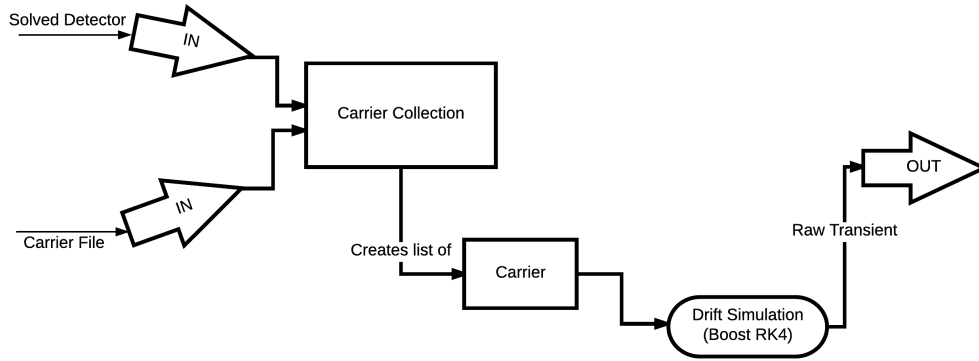 Solved Detector
IN
Carrier Collection
IN
Carrier File
Creates list of
Carrier
Drift Simulation
(Boost RK4)
Raw Transient
OUT